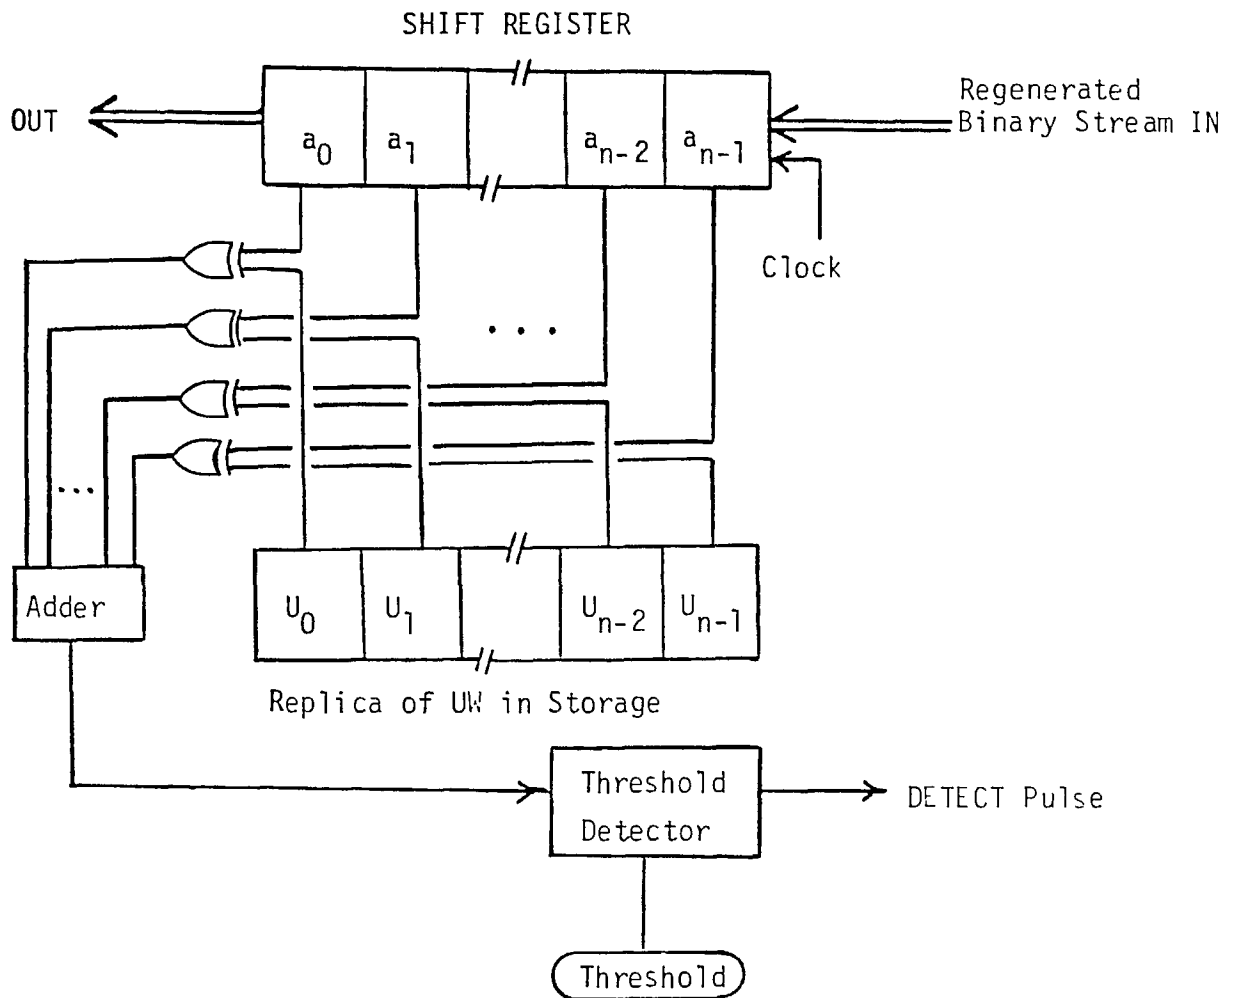 SHIFT REGISTER
OUT
a0 a1 an-2 an-1
Regenerated
Binary Stream IN
Clock
. . .
...
Adder
U0 U1 Un-2 Un-1
Replica of UW in Storage
Threshold
Detector
DETECT Pulse
Threshold